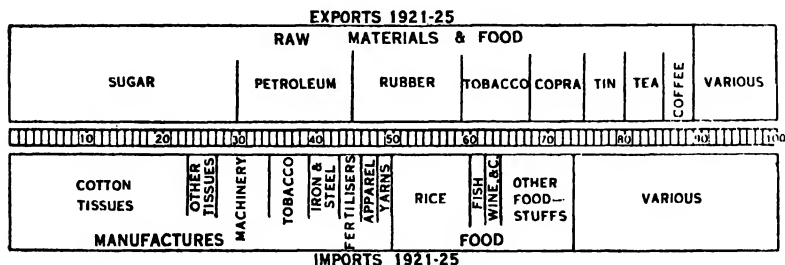 EXPORTS 1921-25
RAW MATERIALS & FOOD
SUGAR PETROLEUM RUBBER TOBACCO COPRA TIN TEA COFFEE VARIOUS
10 20 30 40 50 60 70 80 90 100
COTTON TISSUES
OTHER TISSUES
MACHINERY
TOBACCO
IRON & STEEL
FERTILISERS
APPAREL
YARNS
RICE
FISH
WINE, &C.
OTHER FOOD—STUFFS
VARIOUS
MANUFACTURES FOOD
IMPORTS 1921-25